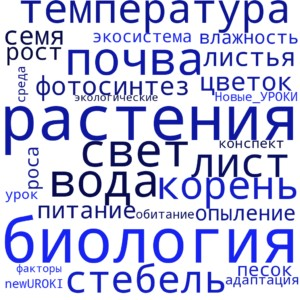 температура
семя экосистема влажность
рост почва листья
фотосинтез цветок
среда экологические Новые_УРОКИ
растения
роса свет лист конспект
вода корень
урок питание обитание опыление
биология
факторы стебель песок
newUROKI адаптация